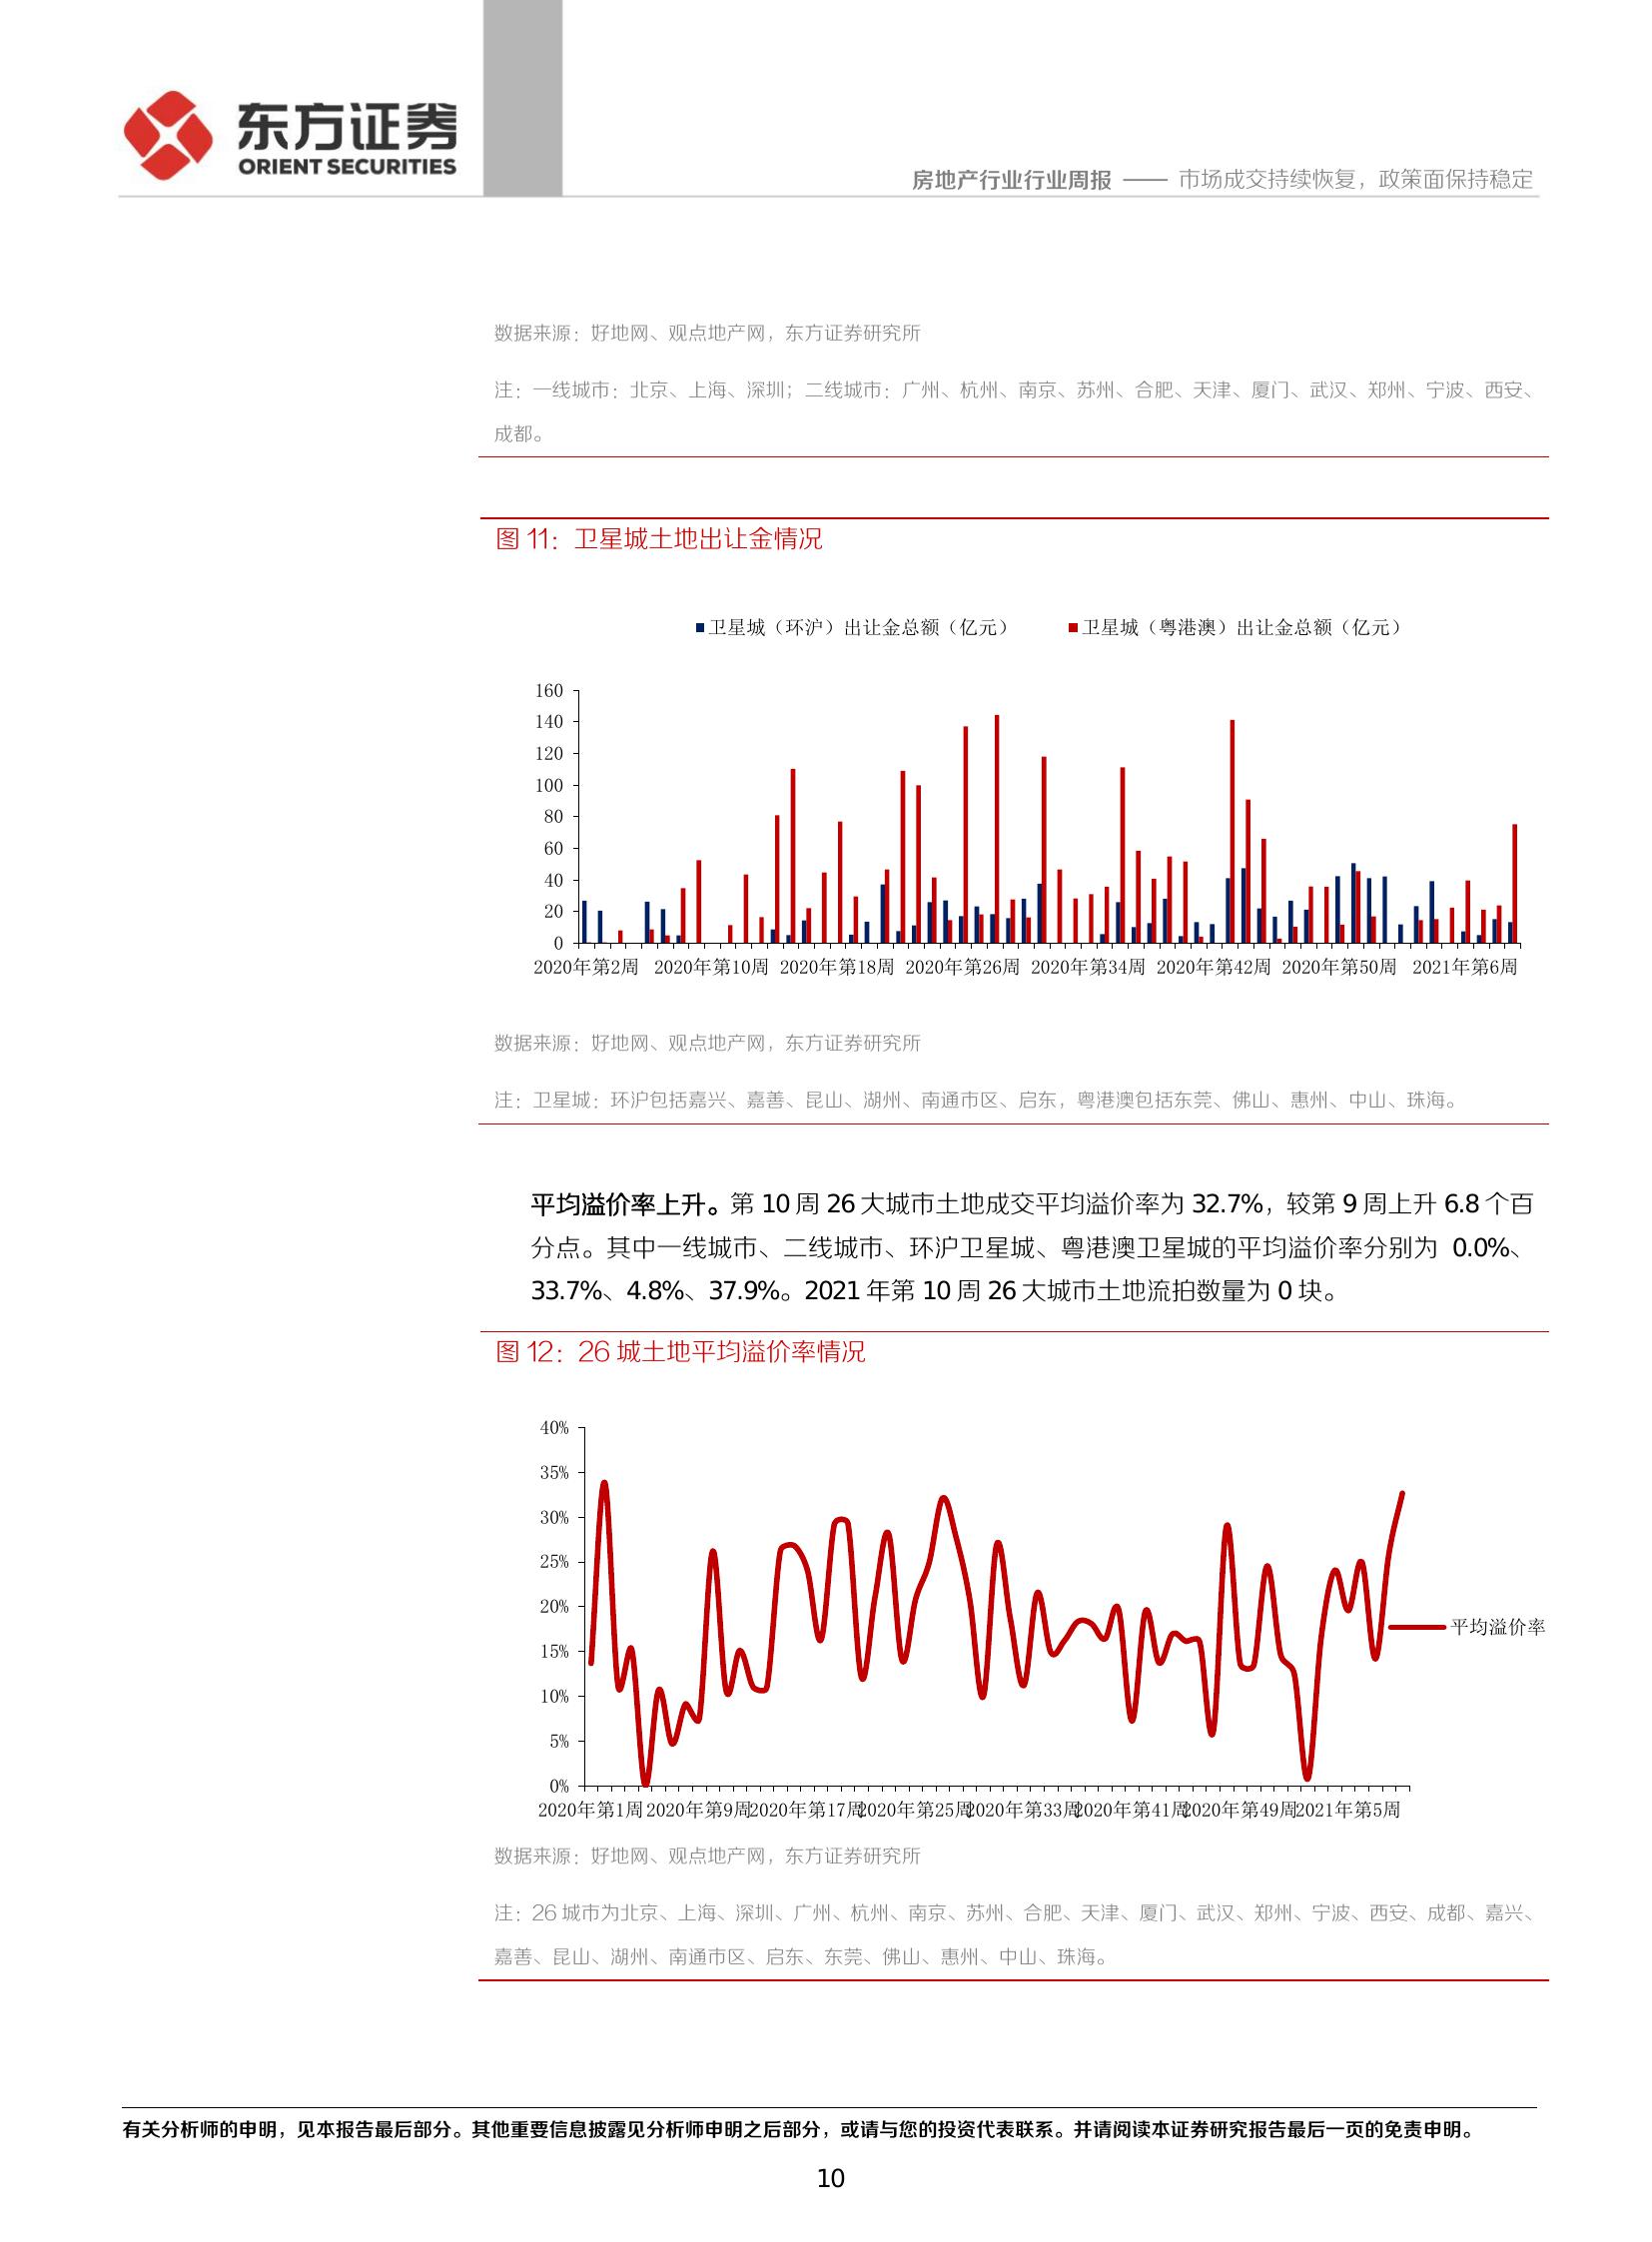 东方证券
ORIENT SECURITIES
房地产行业行业周报 —— 市场成交持续恢复，政策面保持稳定
数据来源：好地网、观点地产网，东方证券研究所
注：一线城市：北京、上海、深圳；二线城市：广州、杭州、南京、苏州、合肥、天津、厦门、武汉、郑州、宁波、西安、
成都。
图 11：卫星城土地出让金情况
卫星城（环沪）出让金总额（亿元） 卫星城（粤港澳）出让金总额（亿元）
160
140
120
100
80
60
40
20
0
2020年第2周 2020年第10周 2020年第18周 2020年第26周 2020年第34周 2020年第42周 2020年第50周 2021年第6周
数据来源：好地网、观点地产网，东方证券研究所
注：卫星城：环沪包括嘉兴、嘉善、昆山、湖州、南通市区、启东，粤港澳包括东莞、佛山、惠州、中山、珠海。
平均溢价率上升。第 10 周 26 大城市土地成交平均溢价率为 32.7%，较第 9 周上升 6.8 个百
分点。其中一线城市、二线城市、环沪卫星城、粤港澳卫星城的平均溢价率分别为 0.0%、
33.7%、4.8%、37.9%。2021 年第 10 周 26 大城市土地流拍数量为 0 块。
图 12：26 城土地平均溢价率情况
40%
35%
30%
25%
20%
15%
10%
5%
0%
平均溢价率
2020年第1周 2020年第9周 2020年第17周 2020年第25周 2020年第33周 2020年第41周 2020年第49周 2021年第5周
数据来源：好地网、观点地产网，东方证券研究所
注：26 城市为北京、上海、深圳、广州、杭州、南京、苏州、合肥、天津、厦门、武汉、郑州、宁波、西安、成都、嘉兴、
嘉善、昆山、湖州、南通市区、启东、东莞、佛山、惠州、中山、珠海。
有关分析师的申明，见本报告最后部分。其他重要信息披露见分析师申明之后部分，或请与您的投资代表联系。并请阅读本证券研究报告最后一页的免责申明。
10